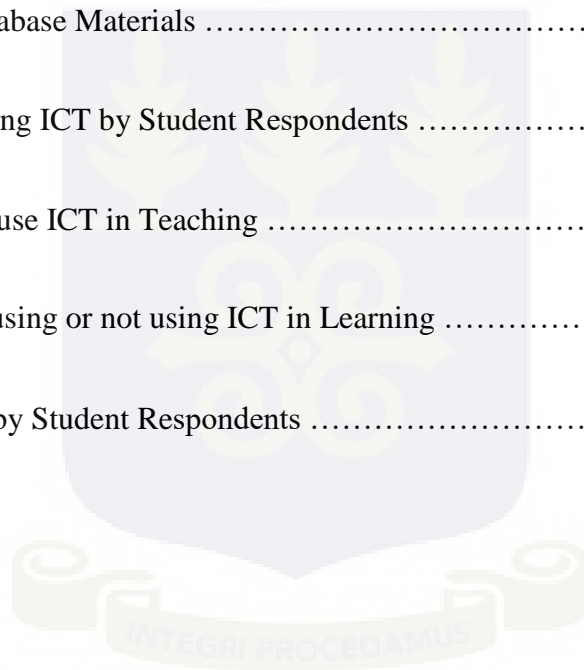 abase Materials ……………………………….
ng ICT by Student Respondents …………….
use ICT in Teaching ………………………….
using or not using ICT in Learning ………….
by Student Respondents ……………………….
INTEGRI PROCEDAMUS